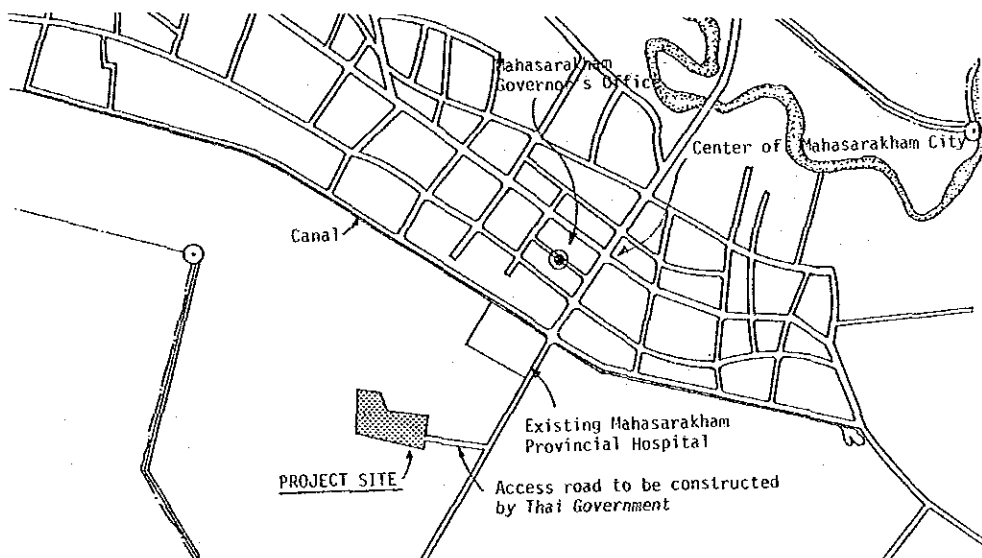 Mahasarakham
Governor's Office
Center of Mahasarakham City
Canal
Existing Mahasarakham
Provincial Hospital
PROJECT SITE
Access road to be constructed
by Thai Government